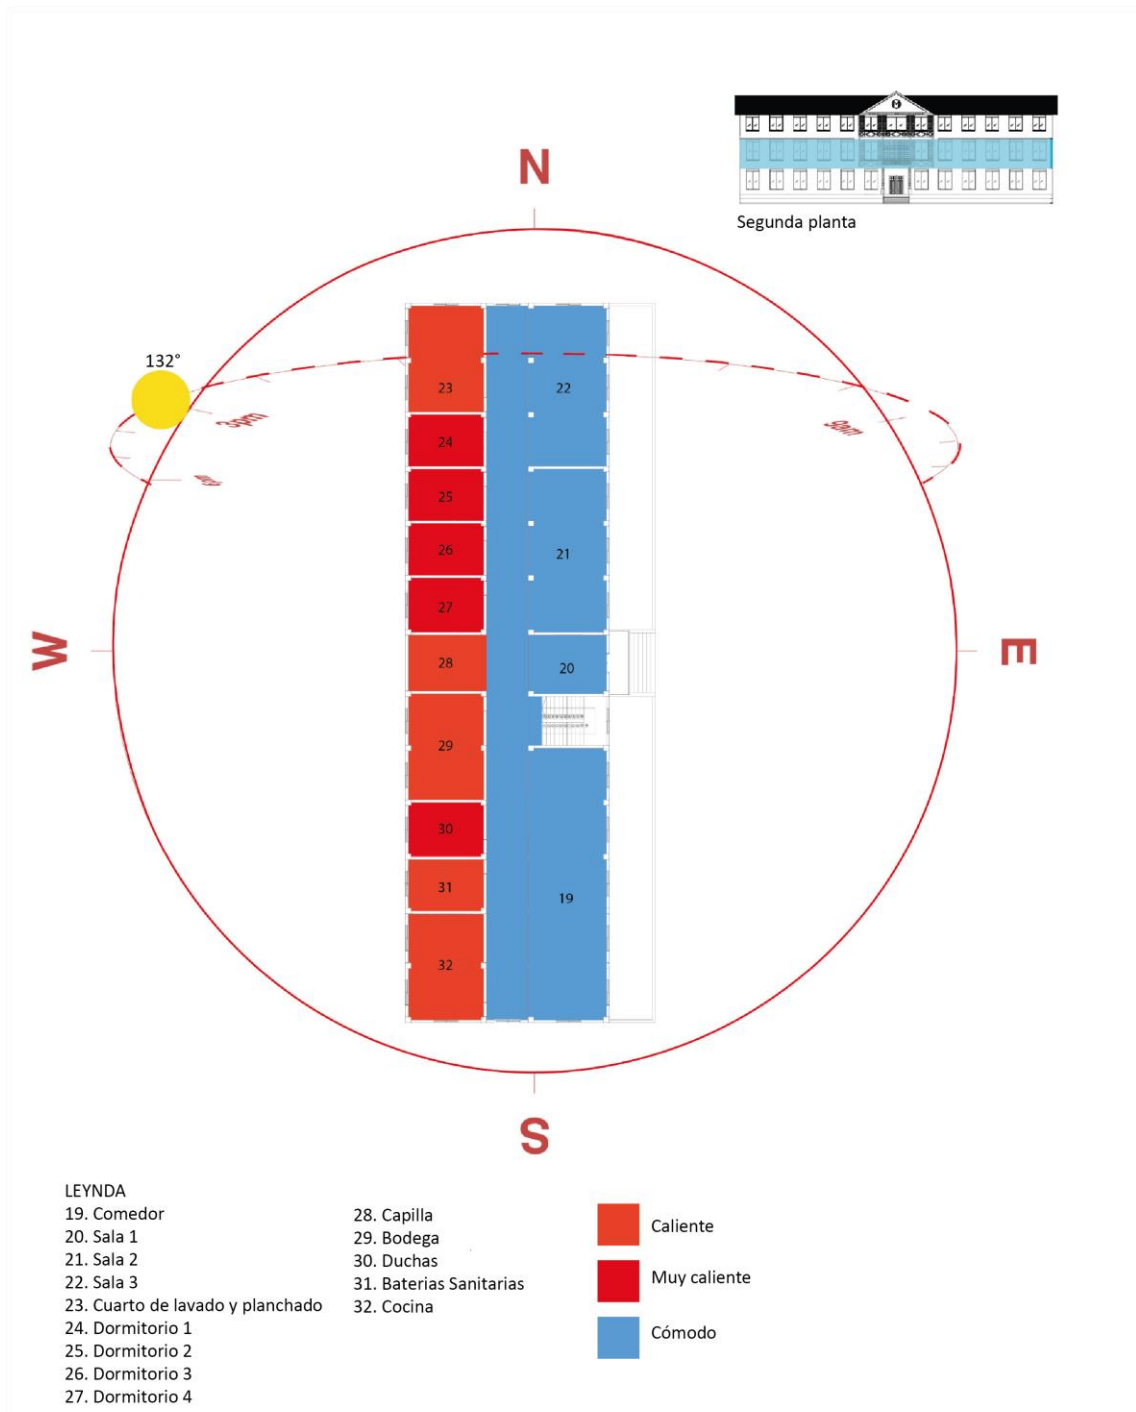 Segunda planta
N
132°
3pm
9am
W
E
S
23
22
24
25
26
21
27
28
20
29
30
31
19
32
LEYNDA
19. Comedor
20. Sala 1
21. Sala 2
22. Sala 3
23. Cuarto de lavado y planchado
24. Dormitorio 1
25. Dormitorio 2
26. Dormitorio 3
27. Dormitorio 4
28. Capilla
29. Bodega
30. Duchas
31. Baterias Sanitarias
32. Cocina
Caliente
Muy caliente
Cómodo